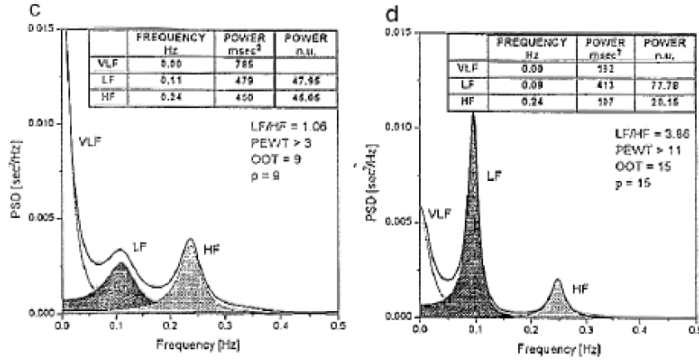 c
FREQUENCY Hz POWER msec² POWER n.u.
VLF 0.00 785
LF 0.11 479 47.95
HF 0.24 450
LF/HF = 1.06
PEWT > 3
OOT = 9
p = 9
VLF
LF
HF
PSD [sec²/Hz]
0.015
0.010
0.005
0.000
0.0 0.1 0.2 0.3 0.4 0.5
Frequency [Hz]
d
FREQUENCY Hz POWER msec² POWER n.u.
VLF 0.00
LF 0.09 413 77.78
HF 0.24 107 20.15
LF/HF = 3.86
PEWT > 11
OOT = 15
p = 15
VLF
LF
HF
PSD [sec²/Hz]
0.015
0.010
0.005
0.000
0.0 0.1 0.2 0.3 0.4 0.5
Frequency [Hz]